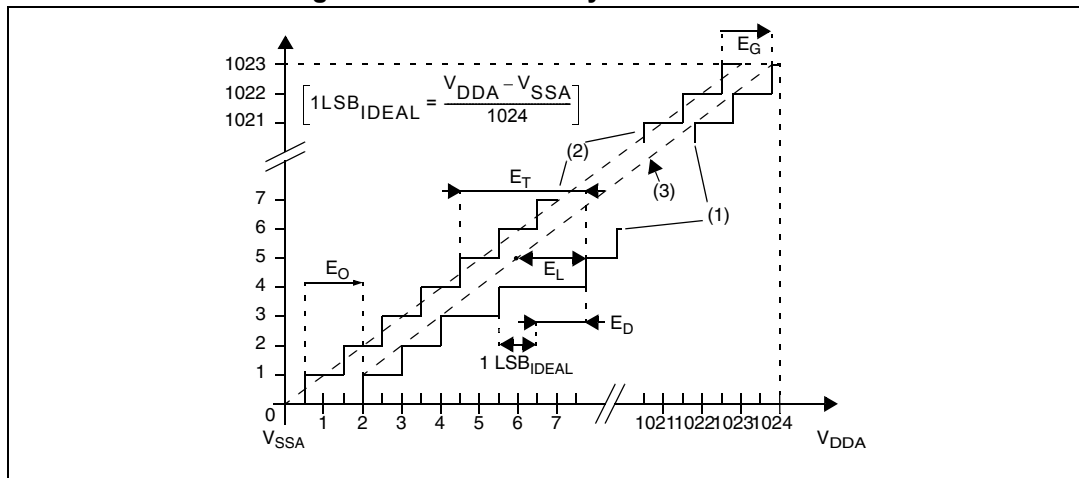 E_G
1023
1022
1021
[1LSB_IDEAL = V_DDA − V_SSA / 1024]
(2)
(3)
(1)
E_T
7
6
5
4
3
2
1
0
E_O
E_L
E_D
1 LSB_IDEAL
1 2 3 4 5 6 7 1021 1022 1023 1024
V_SSA
V_DDA